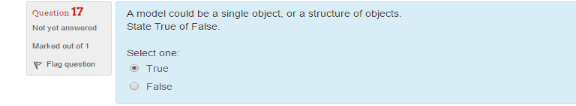 Question 17
Not yet answered
Marked out of 1
Flag question
A model could be a single object, or a structure of objects.
State True of False.
Select one:
True
False